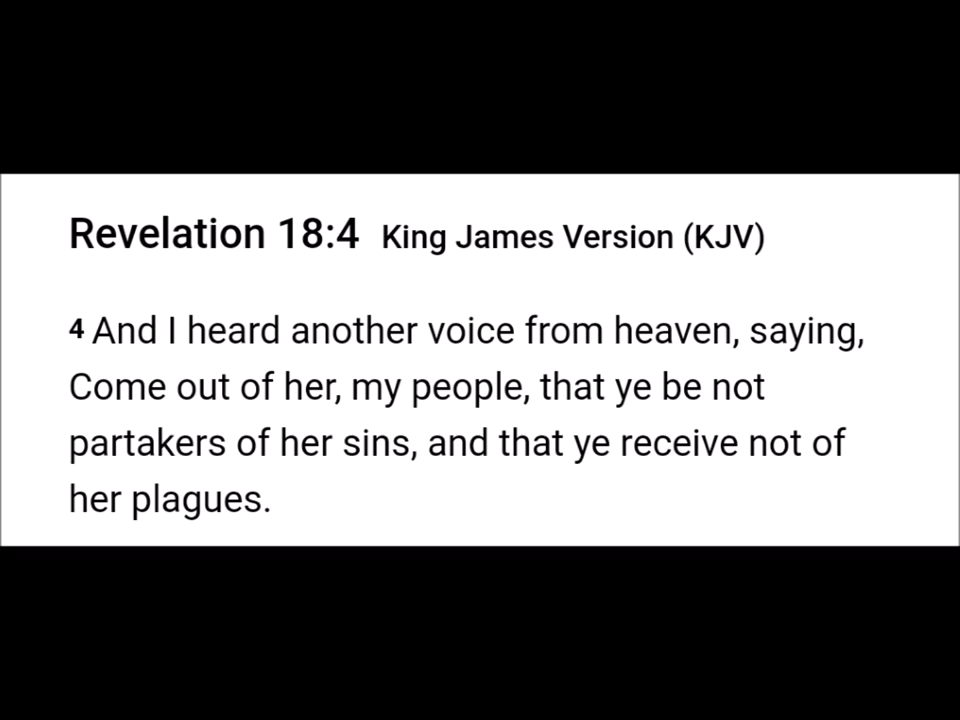 Revelation 18:4 King James Version (KJV)
4 And I heard another voice from heaven, saying,
Come out of her, my people, that ye be not
partakers of her sins, and that ye receive not of
her plagues.